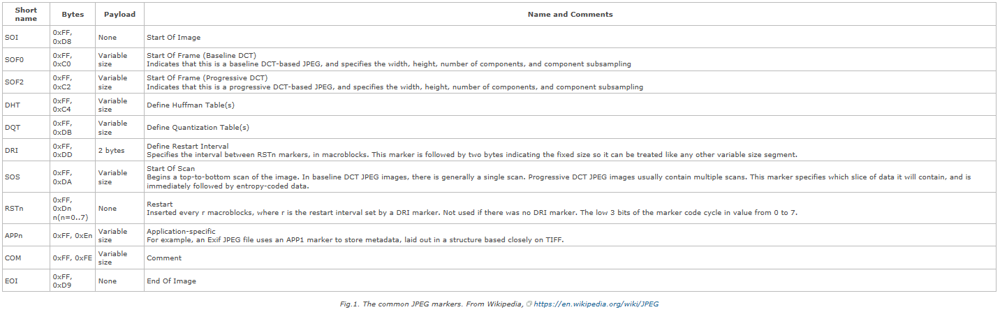 Short
name
Bytes
Payload
Name and Comments
SOI
0xFF,
0xD8
None
Start Of Image
SOF0
0xFF,
0xC0
Variable
size
Start Of Frame (Baseline DCT)
Indicates that this is a baseline DCT-based JPEG, and specifies the width, height, number of components, and component subsampling
SOF2
0xFF,
0xC2
Variable
size
Start Of Frame (Progressive DCT)
Indicates that this is a progressive DCT-based JPEG, and specifies the width, height, number of components, and component subsampling
DHT
0xFF,
0xC4
Variable
size
Define Huffman Table(s)
DQT
0xFF,
0xDB
Variable
size
Define Quantization Table(s)
DRI
0xFF,
0xDD
2 bytes
Define Restart Interval
Specifies the interval between RSTn markers, in macroblocks. This marker is followed by two bytes indicating the fixed size so it can be treated like any other variable size segment.
SOS
0xFF,
0xDA
Variable
size
Start Of Scan
Begins a top-to-bottom scan of the image. In baseline DCT JPEG images, there is generally a single scan. Progressive DCT JPEG images usually contain multiple scans. This marker specifies which slice of data it will contain, and is
immediately followed by entropy-coded data.
RSTn
0xFF,
0xDn
n(n=0..7)
None
Restart
Inserted every r macroblocks, where r is the restart interval set by a DRI marker. Not used if there was no DRI marker. The low 3 bits of the marker code cycle in value from 0 to 7.
APPn
0xFF, 0xEn
Variable
size
Application-specific
For example, an Exif JPEG file uses an APP1 marker to store metadata, laid out in a structure based closely on TIFF.
COM
0xFF, 0xFE
Variable
size
Comment
EOI
0xFF,
0xD9
None
End Of Image
Fig.1. The common JPEG markers. From Wikipedia, https://en.wikipedia.org/wiki/JPEG